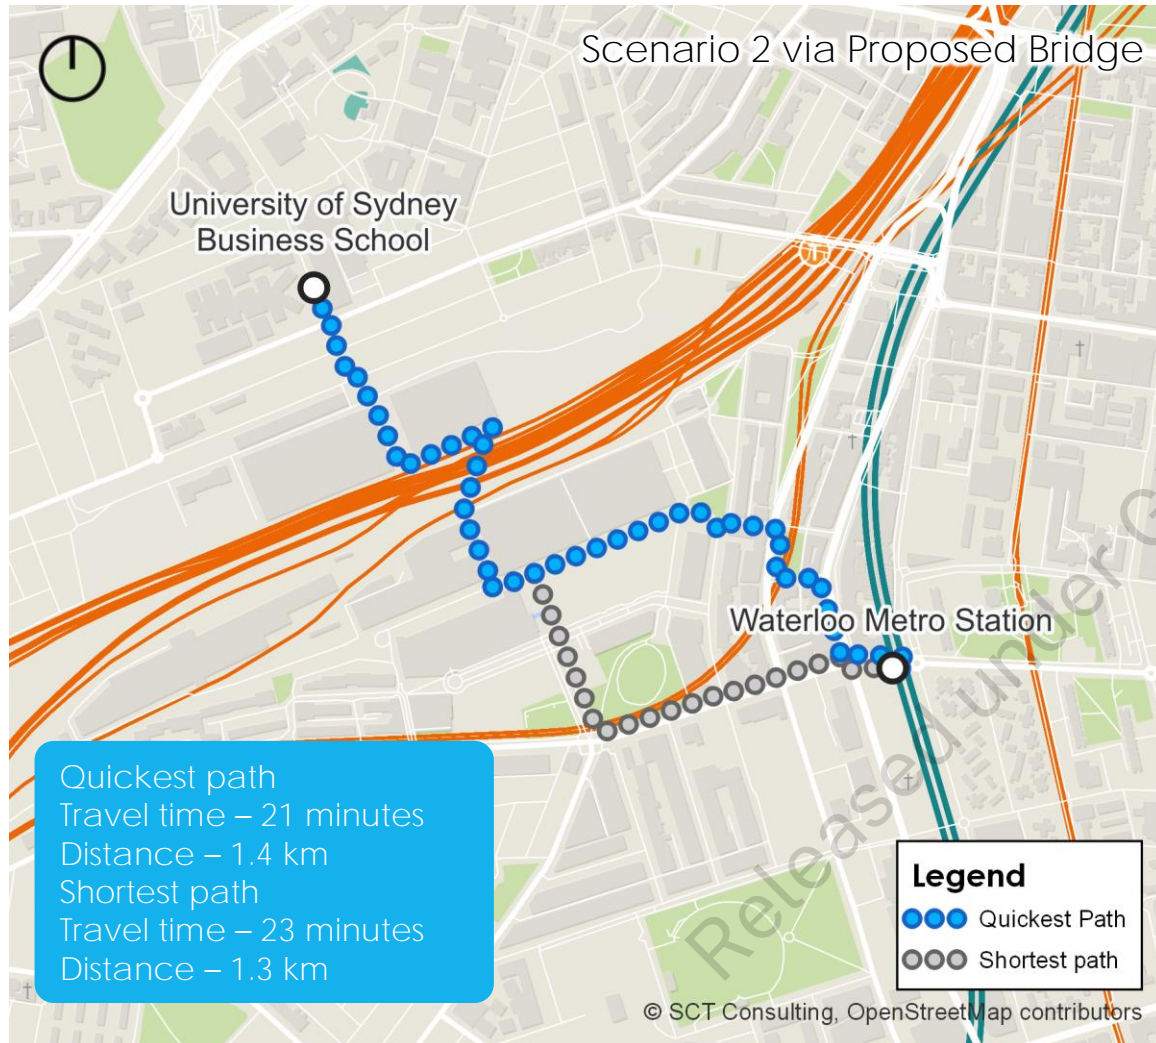 Scenario 2 via Proposed Bridge
University of Sydney
Business School
Waterloo Metro Station
Quickest path
Travel time – 21 minutes
Distance – 1.4 km
Shortest path
Travel time – 23 minutes
Distance – 1.3 km
Released under G
Legend
Quickest Path
Shortest path
© SCT Consulting, OpenStreetMap contributors